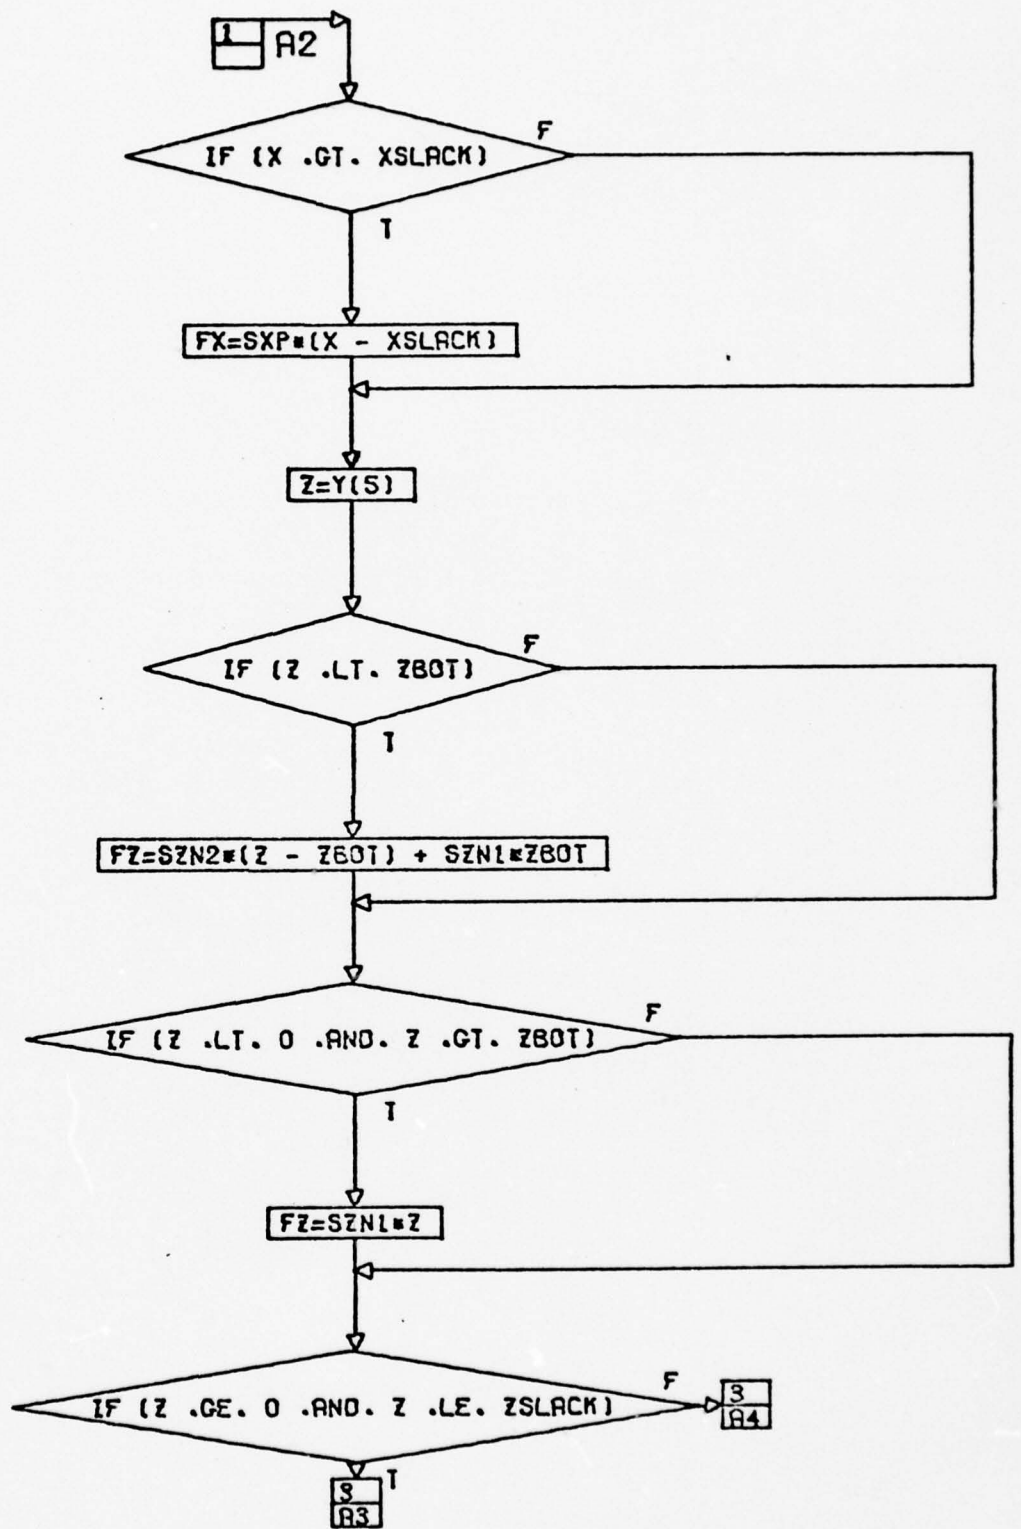 1
A2
IF (X .GT. XSLACK)
F
T
FX=SXP*(X - XSLACK)
Z=Y(5)
IF (Z .LT. ZBOT)
F
T
FZ=SZN2*(Z - ZBOT) + SZN1*ZBOT
IF (Z .LT. 0 .AND. Z .GT. ZBOT)
F
T
FZ=SZN1*Z
IF (Z .GE. 0 .AND. Z .LE. ZSLACK)
F
3
A4
T
3
A3